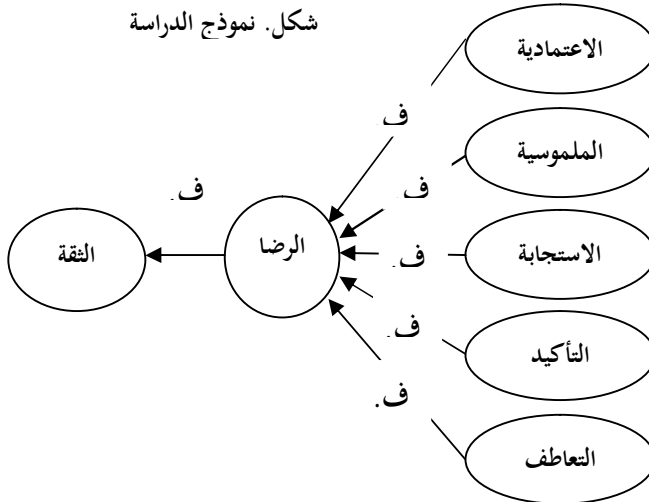 شكل. نموذج الدراسة
الاعتمادية
ف
الملموسية
ف
ف.
الرضا
الثقة
الاستجابة
ف.
التأكيد
ف.
التعاطف
ف.